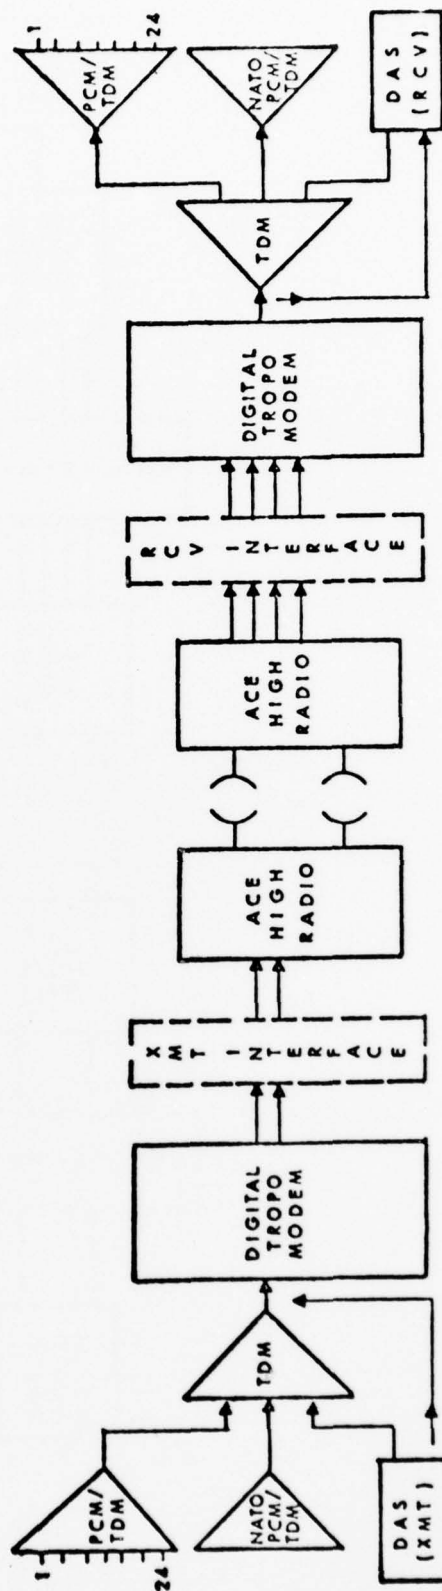 1
PCM/
TDM
24
NATO
PCM/
TDM
DAS
(XMT)
TDM
DIGITAL
TROPO
MODEM
XMT INTERFACE
ACE
HIGH
RADIO
ACE
HIGH
RADIO
RCV INTERFACE
DIGITAL
TROPO
MODEM
TDM
1
PCM/
TDM
24
NATO
PCM/
TDM
DAS
(RCV)